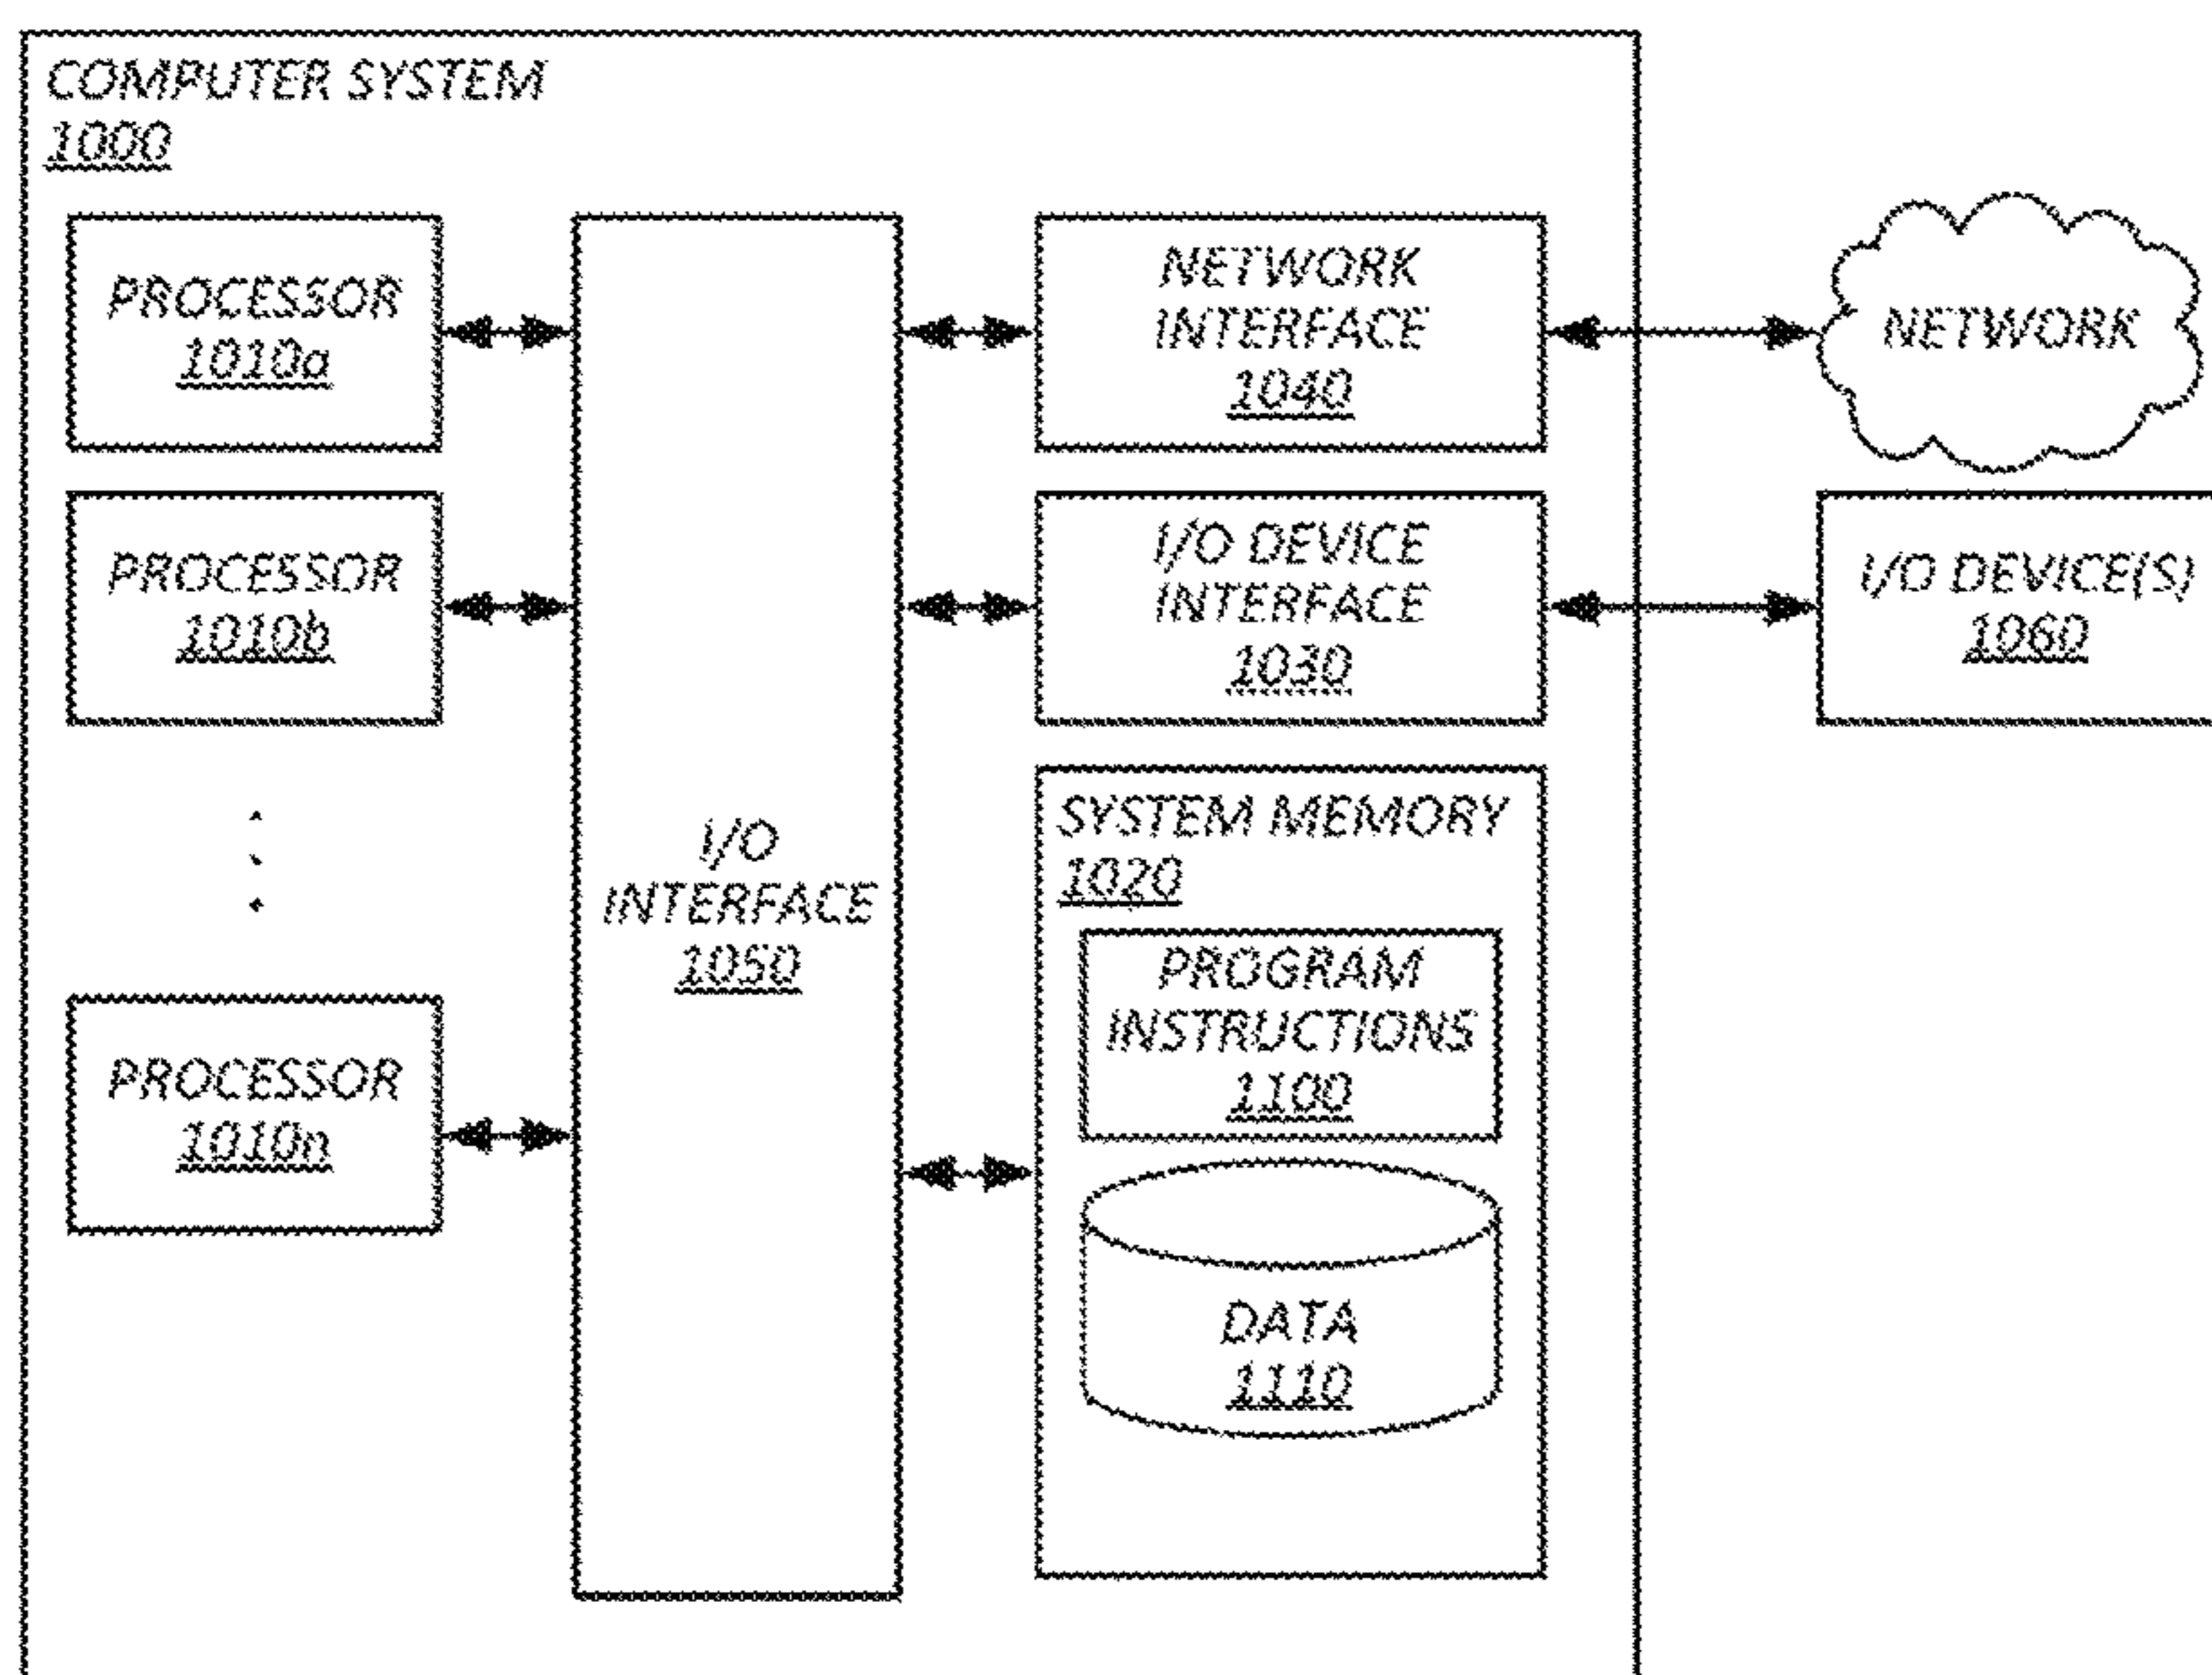 COMPUTER SYSTEM
1000
PROCESSOR
1010a
PROCESSOR
1010b
PROCESSOR
1010n
I/O
INTERFACE
1050
NETWORK
INTERFACE
1040
I/O DEVICE
INTERFACE
1030
SYSTEM MEMORY
1020
PROGRAM
INSTRUCTIONS
1100
DATA
1110
NETWORK
I/O DEVICE(S)
1060